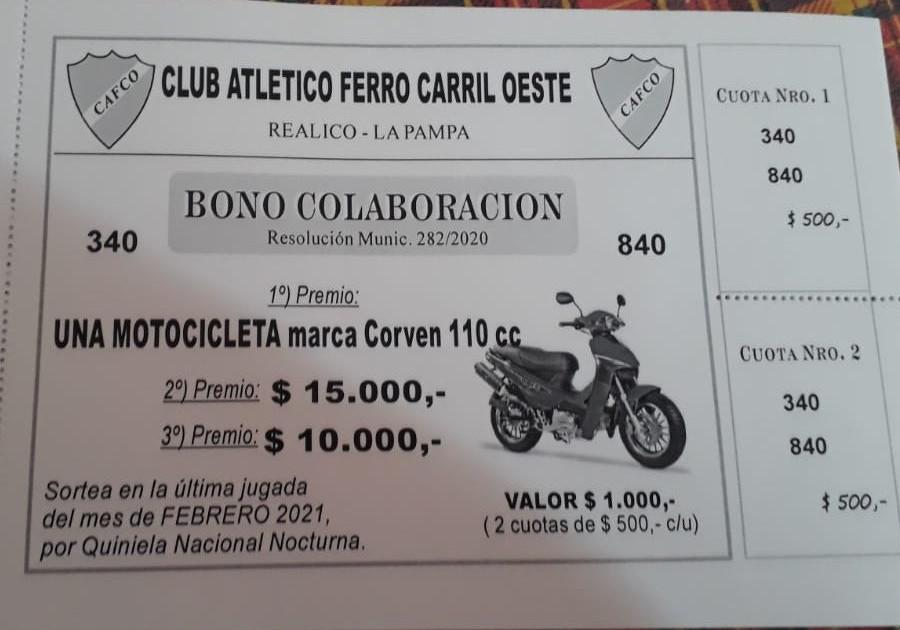 CAFCO
CLUB ATLETICO FERRO CARRIL OESTE
CAFCO
REALICO - LA PAMPA
BONO COLABORACION
Resolución Munic. 282/2020
340
840
1º) Premio:
UNA MOTOCICLETA marca Corven 110 cc
2º) Premio: $ 15.000,-
3º) Premio: $ 10.000,-
Sortea en la última jugada
del mes de FEBRERO 2021,
por Quiniela Nacional Nocturna.
VALOR $ 1.000,-
( 2 cuotas de $ 500,- c/u)
CUOTA NRO. 1
340
840
$ 500,-
CUOTA NRO. 2
340
840
$ 500,-